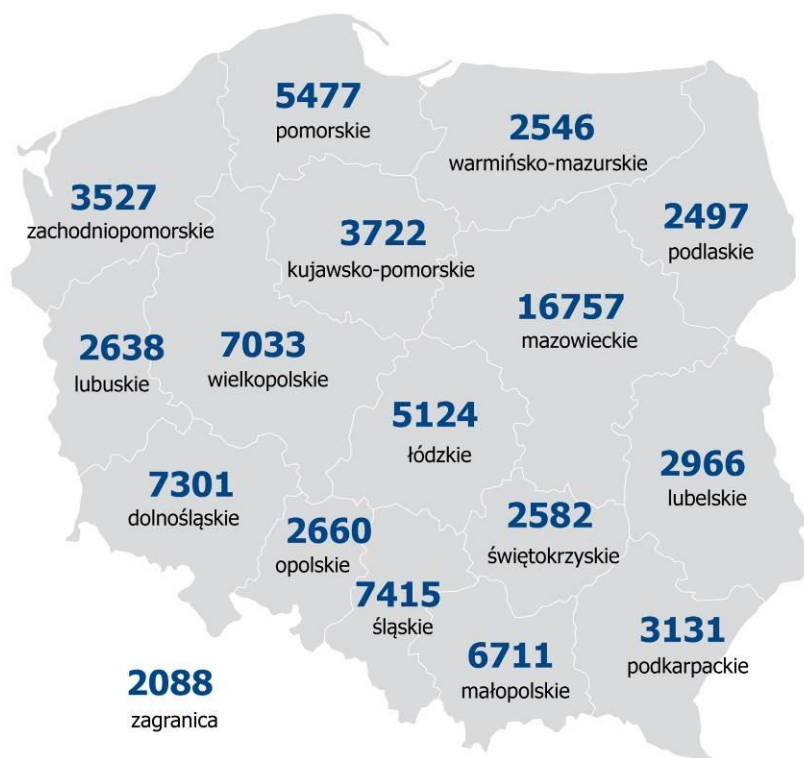 5477
pomorskie
2546
warmińsko-mazurskie
3527
zachodniopomorskie
3722
kujawsko-pomorskie
2497
podlaskie
16757
mazowieckie
2638
lubuskie
7033
wielkopolskie
5124
łódzkie
2966
lubelskie
7301
dolnośląskie
2660
opolskie
2582
świętokrzyskie
7415
śląskie
3131
podkarpackie
6711
małopolskie
2088
zagranica